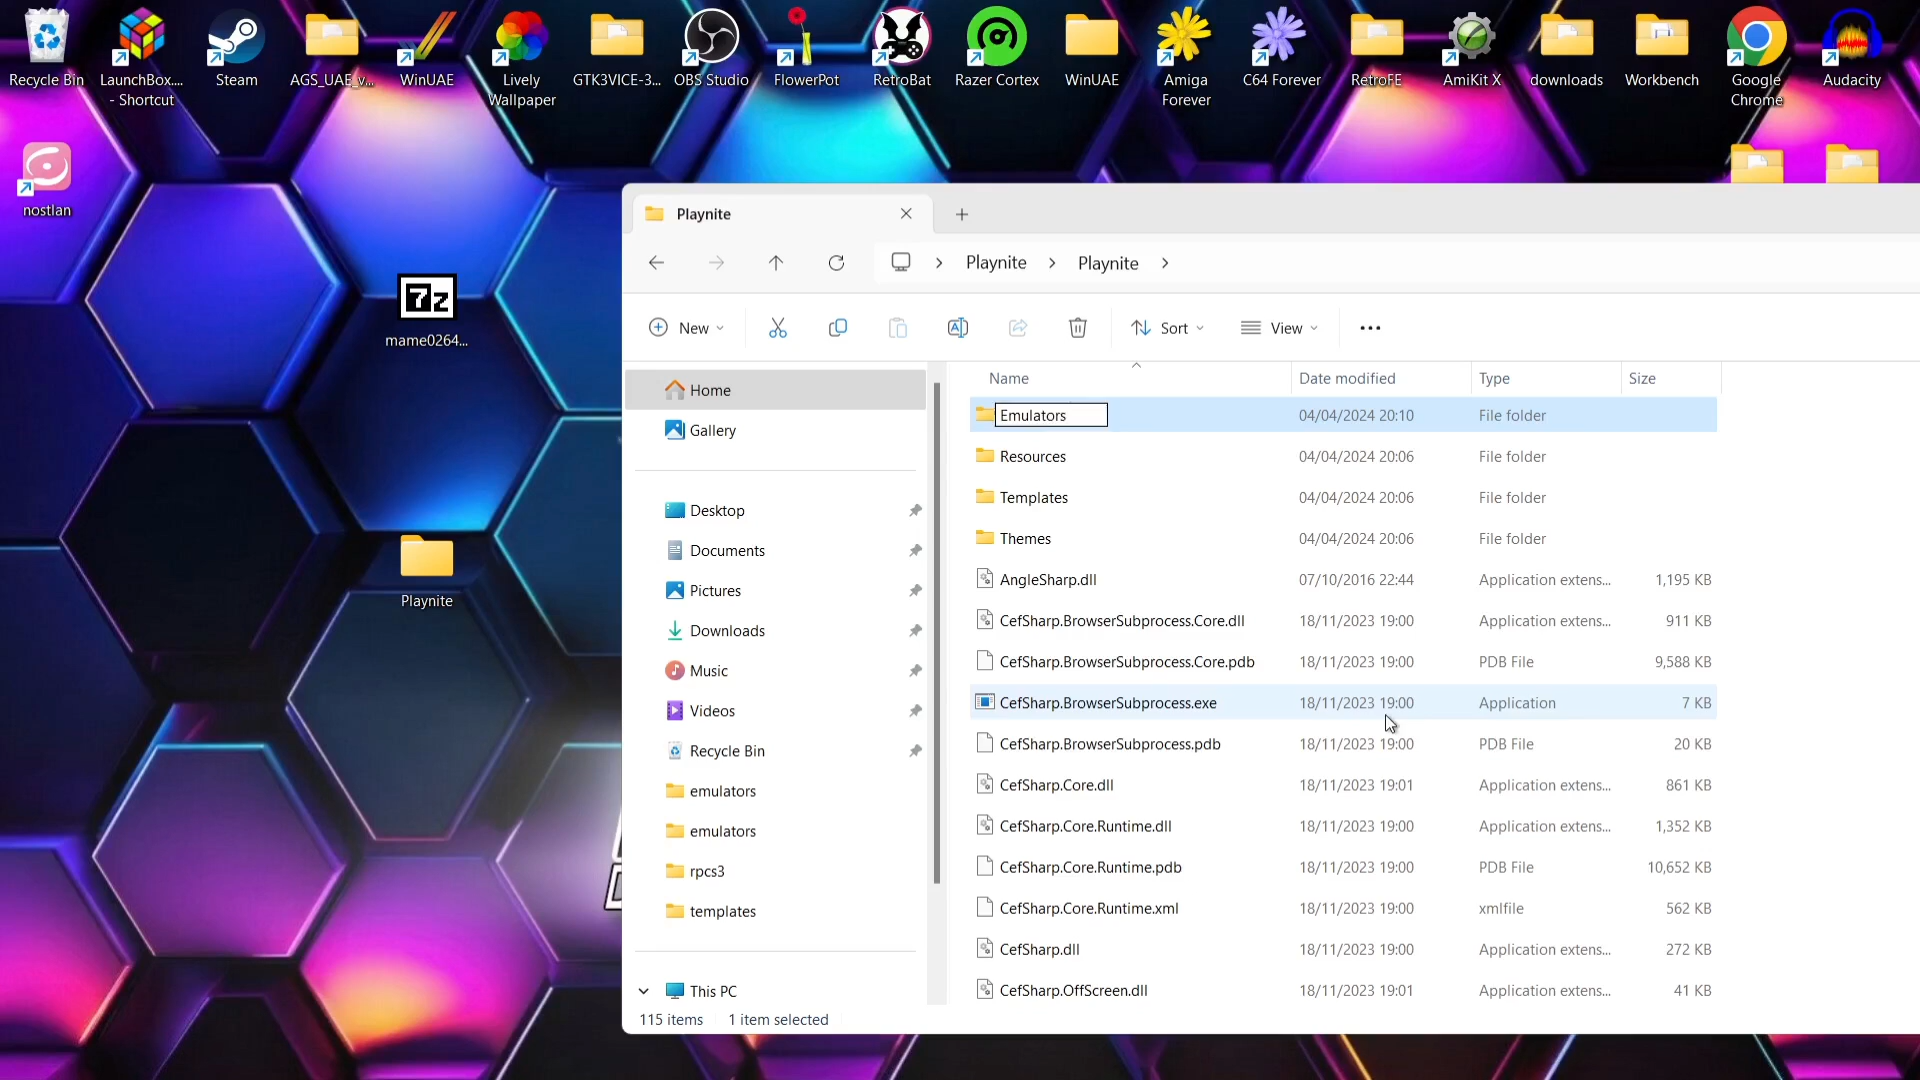 Recycle Bin
LaunchBox...
- Shortcut
Steam
AGS_UAE_v...
WinUAE
Lively
Wallpaper
GTK3VICE-3...
OBS Studio
FlowerPot
RetroBat
Razer Cortex
WinUAE
Amiga
Forever
C64 Forever
RetroFE
AmiKit X
downloads
Workbench
Google
Chrome
Audacity
nostlan
7z
mame0264...
Playnite
Playnite
Playnite
Playnite
New
Sort
View
Home
Gallery
Desktop
Documents
Pictures
Downloads
Music
Videos
Recycle Bin
emulators
emulators
rpcs3
templates
This PC
Name Date modified Type Size
Emulators 04/04/2024 20:10 File folder
Resources 04/04/2024 20:06 File folder
Templates 04/04/2024 20:06 File folder
Themes 04/04/2024 20:06 File folder
AngleSharp.dll 07/10/2016 22:44 Application extens... 1,195 KB
CefSharp.BrowserSubprocess.Core.dll 18/11/2023 19:00 Application extens... 911 KB
CefSharp.BrowserSubprocess.Core.pdb 18/11/2023 19:00 PDB File 9,588 KB
CefSharp.BrowserSubprocess.exe 18/11/2023 19:00 Application 7 KB
CefSharp.BrowserSubprocess.pdb 18/11/2023 19:00 PDB File 20 KB
CefSharp.Core.dll 18/11/2023 19:01 Application extens... 861 KB
CefSharp.Core.Runtime.dll 18/11/2023 19:00 Application extens... 1,352 KB
CefSharp.Core.Runtime.pdb 18/11/2023 19:00 PDB File 10,652 KB
CefSharp.Core.Runtime.xml 18/11/2023 19:00 xmlfile 562 KB
CefSharp.dll 18/11/2023 19:00 Application extens... 272 KB
CefSharp.OffScreen.dll 18/11/2023 19:01 Application extens... 41 KB
115 items 1 item selected